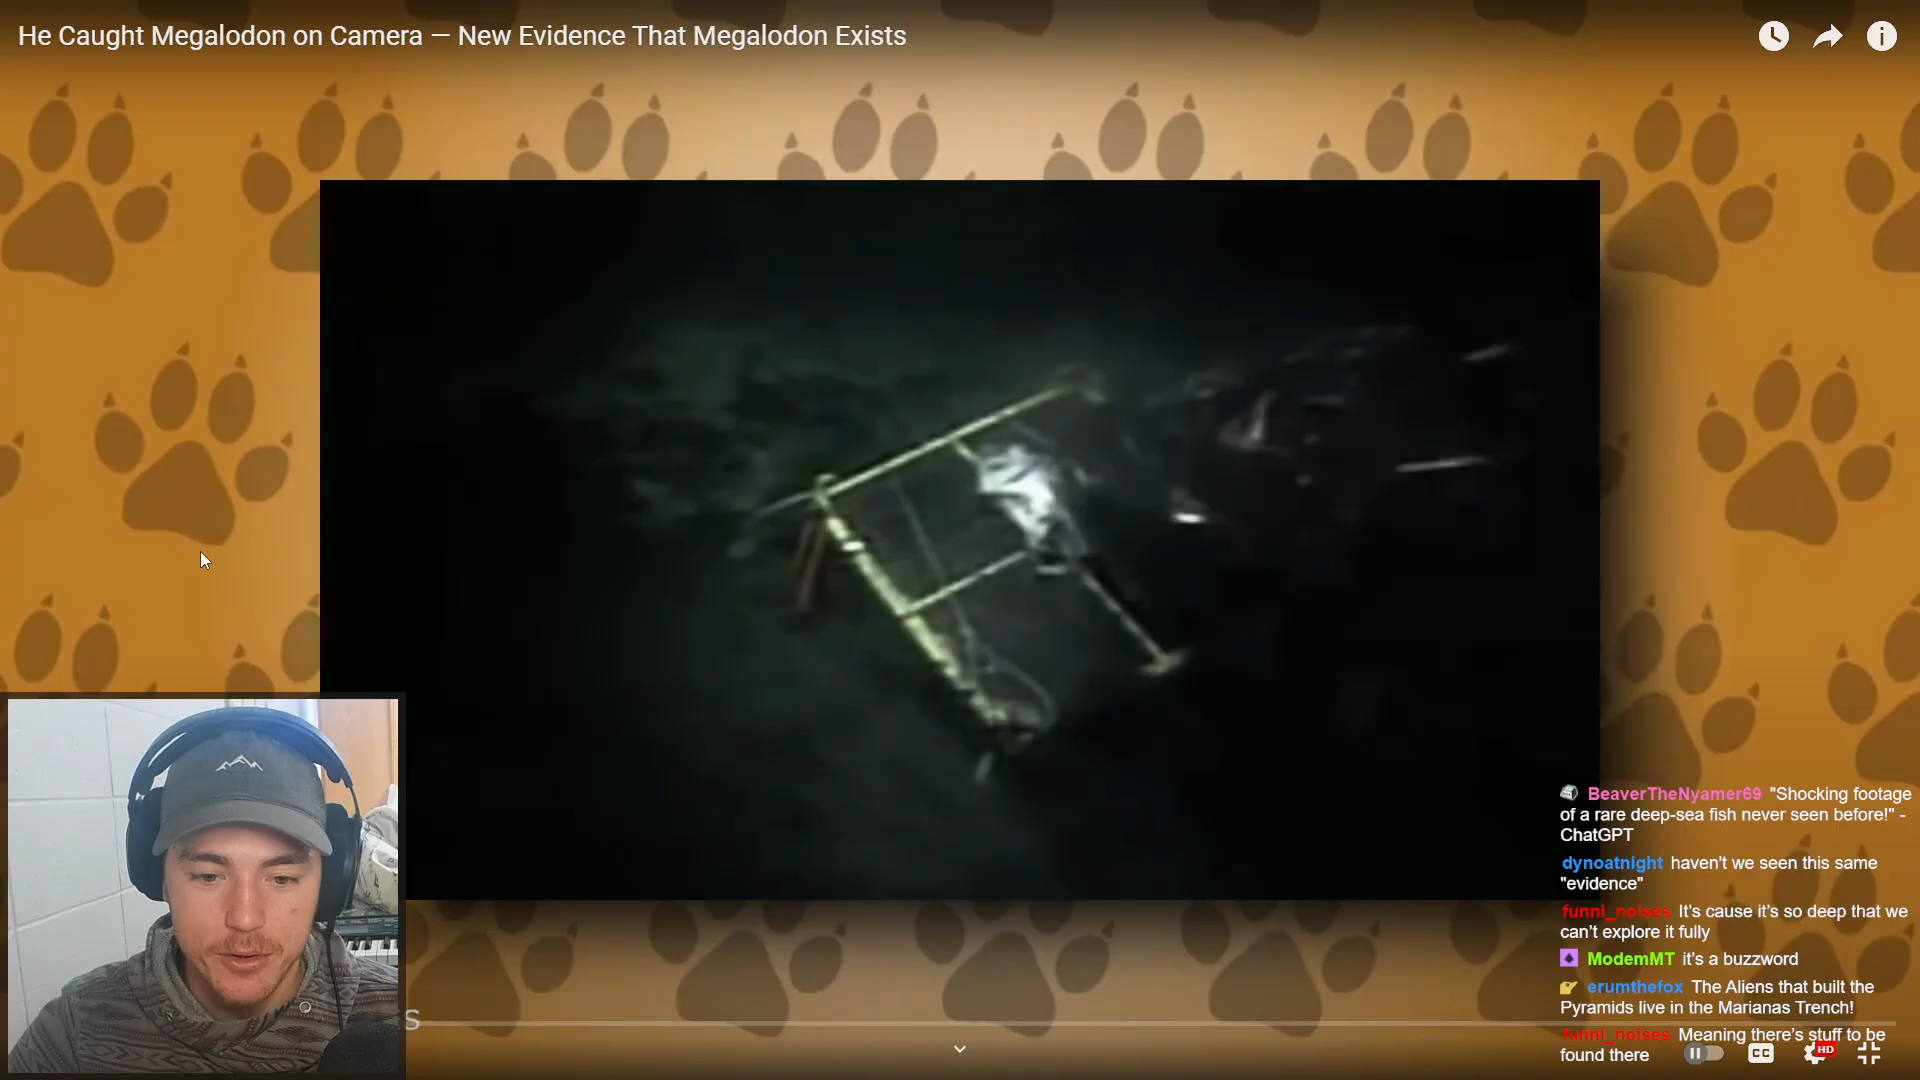 He Caught Megalodon on Camera — New Evidence That Megalodon Exists
BeaverTheNyamer69 "Shocking footage
of a rare deep-sea fish never seen before!" -
ChatGPT
dynoatnight haven't we seen this same
"evidence"
funni_noises It's cause it's so deep that we
can't explore it fully
ModemMT it's a buzzword
erumthefox The Aliens that built the
Pyramids live in the Marianas Trench!
funni_noises Meaning there's stuff to be
found there
s
CC
HD